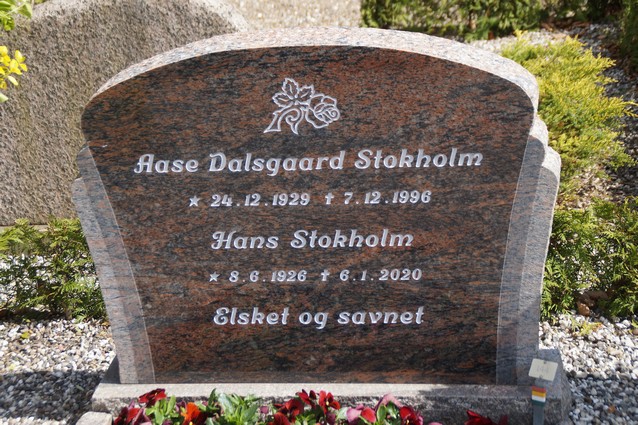 Aase Dalsgaard Stokholm
★ 24.12.1929 ✝ 7.12.1996
Hans Stokholm
★ 8.6.1926 ✝ 6.1.2020
Elsket og savnet